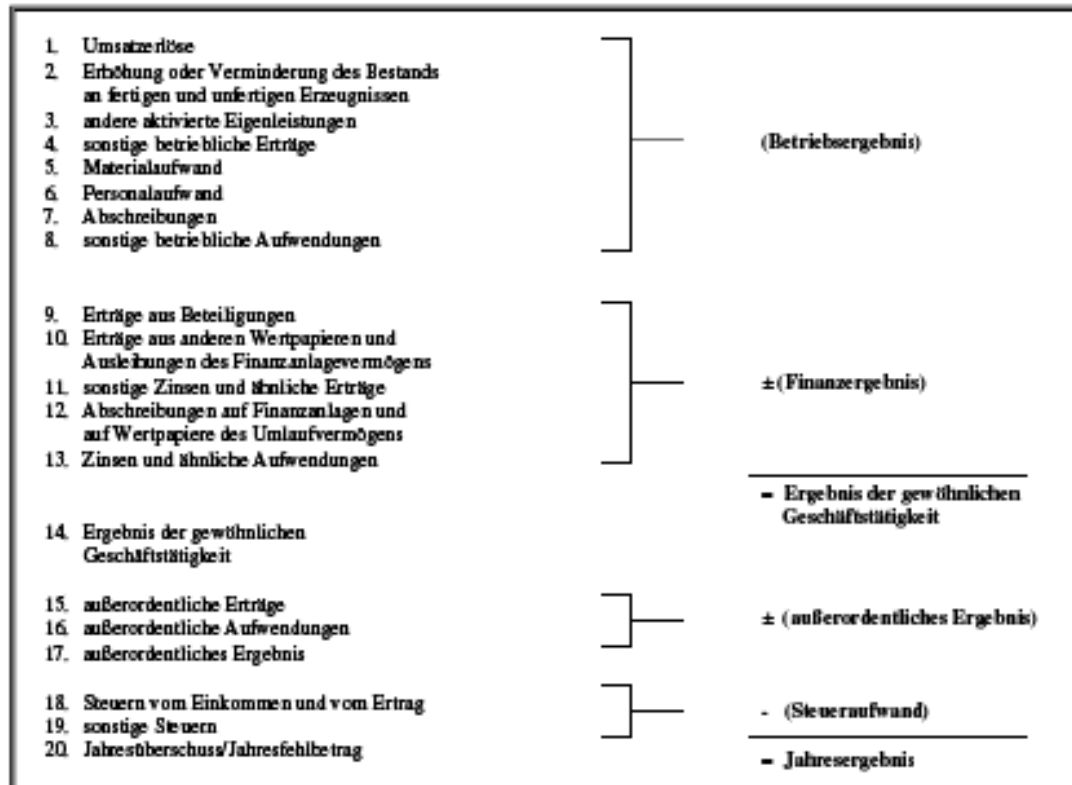 1. Umsatzerlöse
2. Erhöhung oder Verminderung des Bestands
an fertigen und unfertigen Erzeugnissen
3. andere aktivierte Eigenleistungen
4. sonstige betriebliche Erträge
5. Materialaufwand
6. Personalaufwand
7. Abschreibungen
8. sonstige betriebliche Aufwendungen
(Betriebsergebnis)
9. Erträge aus Beteiligungen
10. Erträge aus anderen Wertpapieren und
Ausleihungen des Finanzanlagevermögens
11. sonstige Zinsen und ähnliche Erträge
12. Abschreibungen auf Finanzanlagen und
auf Wertpapiere des Umlaufvermögens
13. Zinsen und ähnliche Aufwendungen
± (Finanzergebnis)
= Ergebnis der gewöhnlichen
Geschäftstätigkeit
14. Ergebnis der gewöhnlichen
Geschäftstätigkeit
15. außerordentliche Erträge
16. außerordentliche Aufwendungen
17. außerordentliches Ergebnis
± (außerordentliches Ergebnis)
18. Steuern vom Einkommen und vom Ertrag
19. sonstige Steuern
20. Jahresüberschuss/Jahresfehlbetrag
- (Steueraufwand)
= Jahresergebnis